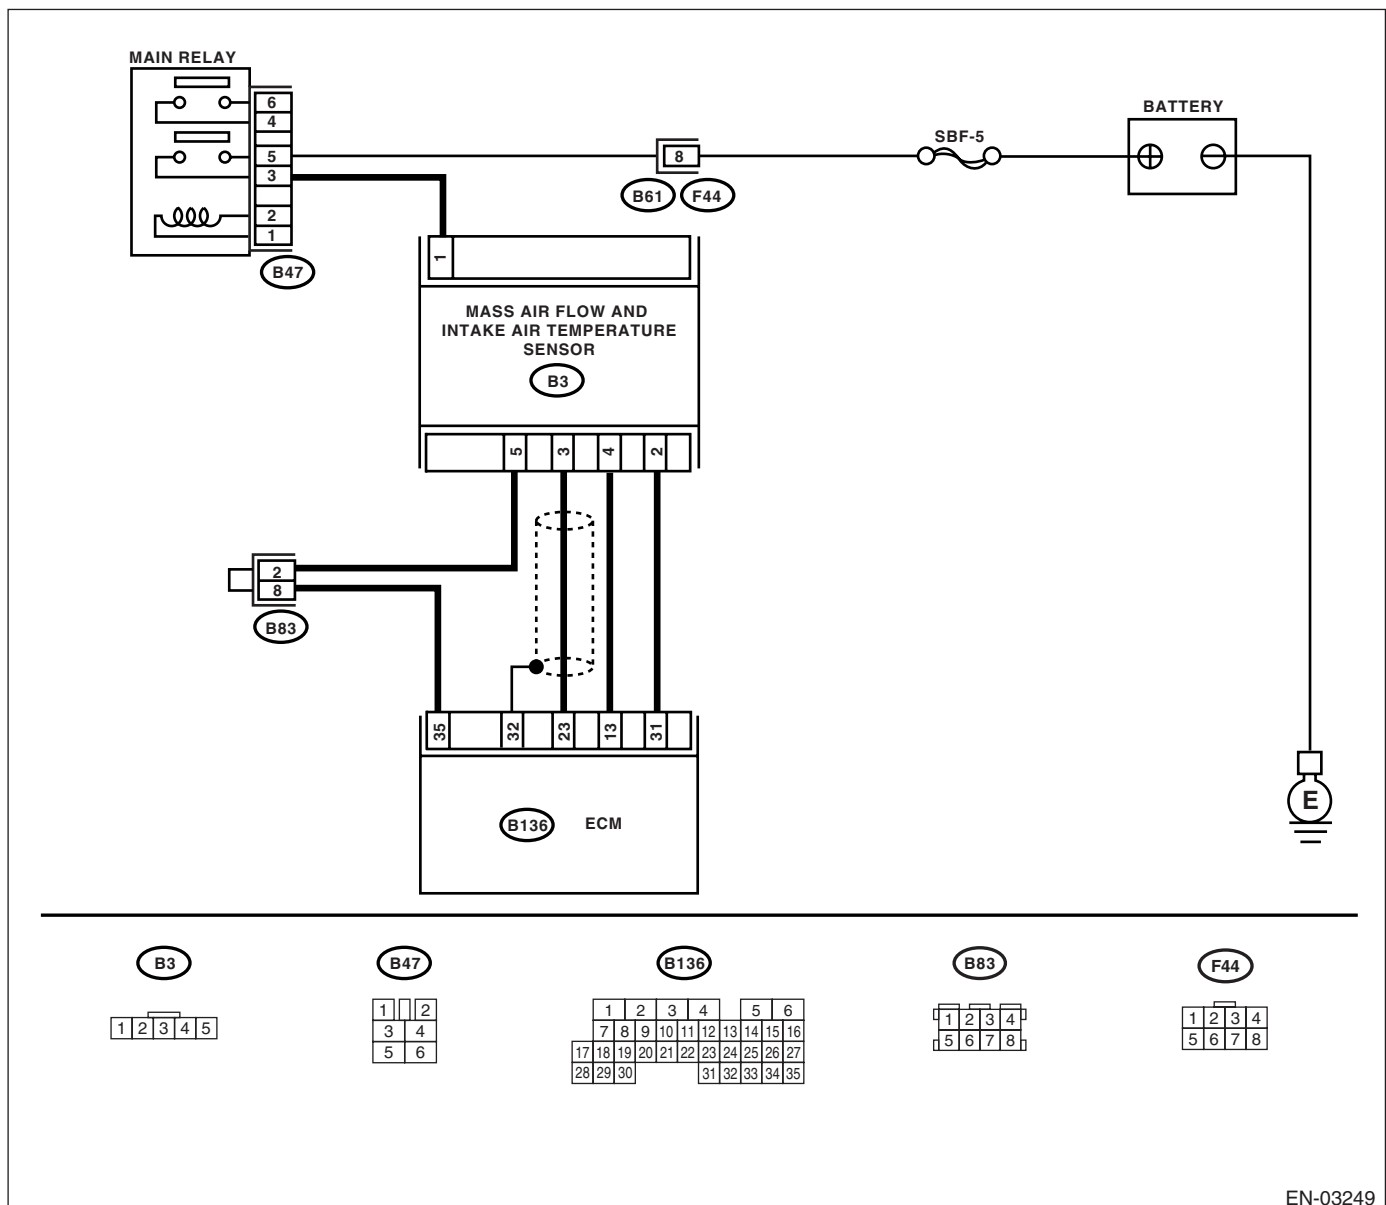 MAIN RELAY
6
4
5
3
2
1
B47
8
B61 F44
SBF-5
BATTERY
1
MASS AIR FLOW AND
INTAKE AIR TEMPERATURE
SENSOR
B3
5 3 4 2
2
8
B83
35 32 23 13 31
B136 ECM
E
B3
1 2 3 4 5
B47
1 2
3 4
5 6
B136
1 2 3 4 5 6
7 8 9 10 11 12 13 14 15 16
17 18 19 20 21 22 23 24 25 26 27
28 29 30 31 32 33 34 35
B83
1 2 3 4
5 6 7 8
F44
1 2 3 4
5 6 7 8
EN-03249